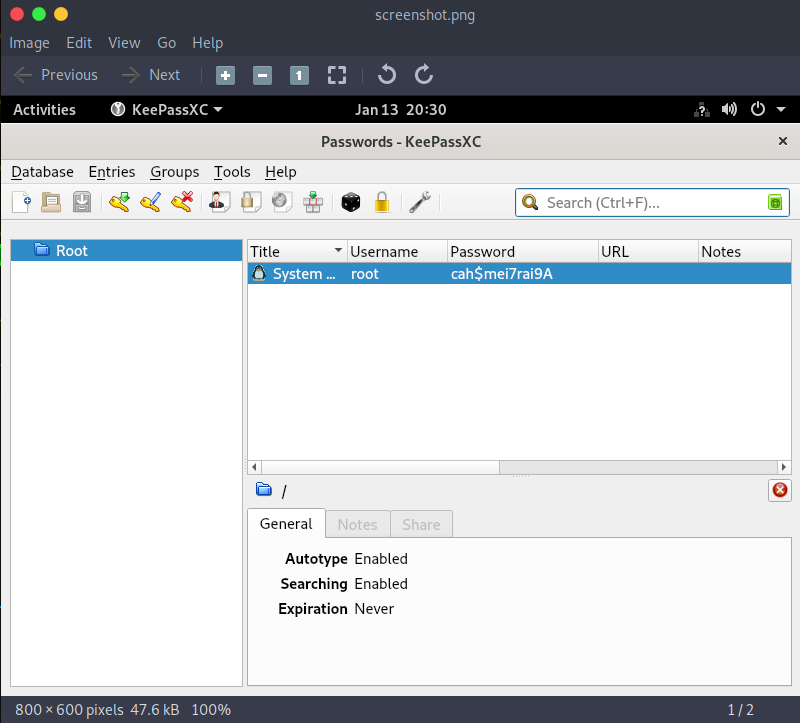 screenshot.png
Image Edit View Go Help
Previous Next 1
Activities KeePassXC Jan 13 20:30 ?
Passwords - KeePassXC ×
Database Entries Groups Tools Help
Search (Ctrl+F)...
Root
Title Username Password URL Notes
System ... root cah$mei7rai9A
/
General Notes Share
Autotype Enabled
Searching Enabled
Expiration Never
800 × 600 pixels 47.6 kB 100% 1 / 2